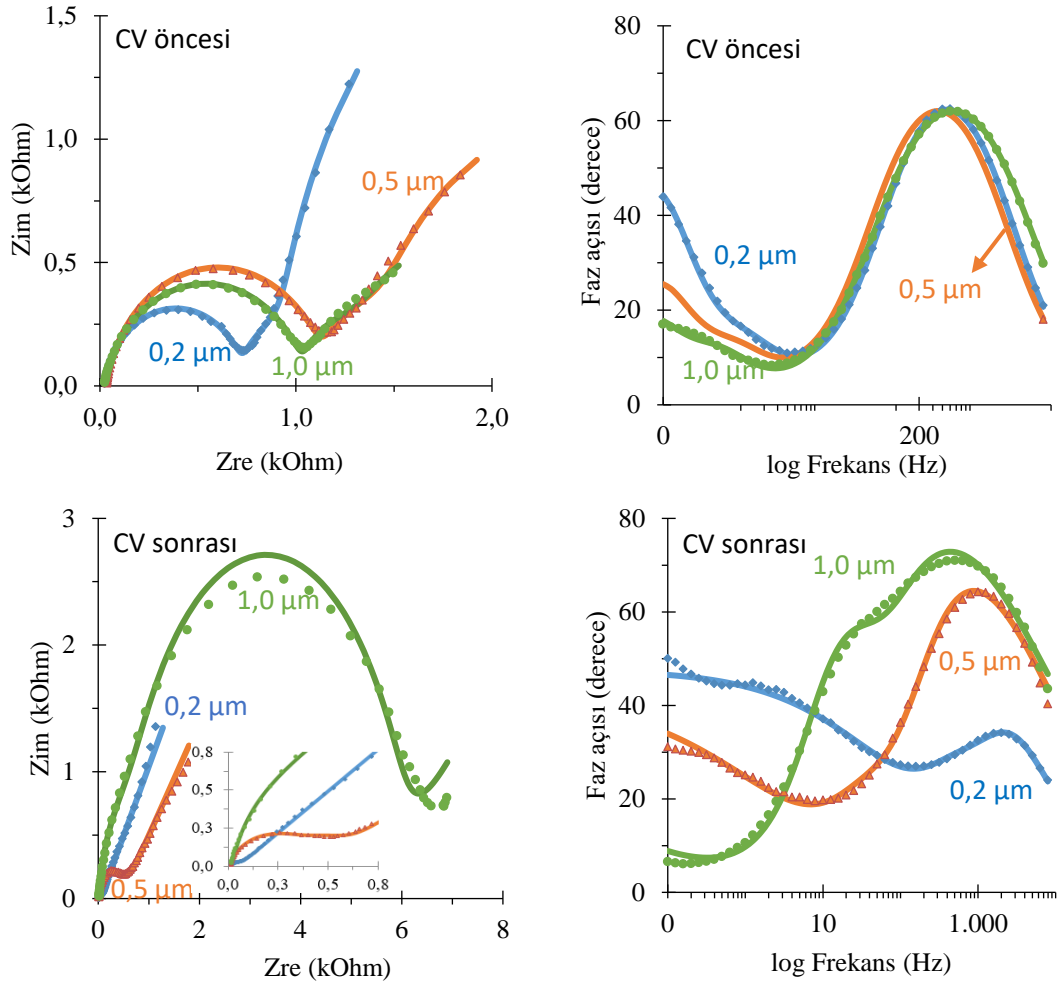 CV öncesi
1,5
1,0
0,5
0,0
Zim (kOhm)
0,5 µm
0,2 µm
1,0 µm
0,0
1,0
2,0
Zre (kOhm)
CV öncesi
80
60
40
20
0
Faz açısı (derece)
0,2 µm
0,5 µm
1,0 µm
0
200
log Frekans (Hz)
CV sonrası
3
2
1
0
Zim (kOhm)
1,0 µm
0,2 µm
0,5 µm
0,8
0,5
0,3
0,0
0,0
0,3
0,5
0,8
0
2
4
6
8
Zre (kOhm)
CV sonrası
80
60
40
20
0
Faz açısı (derece)
1,0 µm
0,5 µm
0,2 µm
0
10
1.000
log Frekans (Hz)